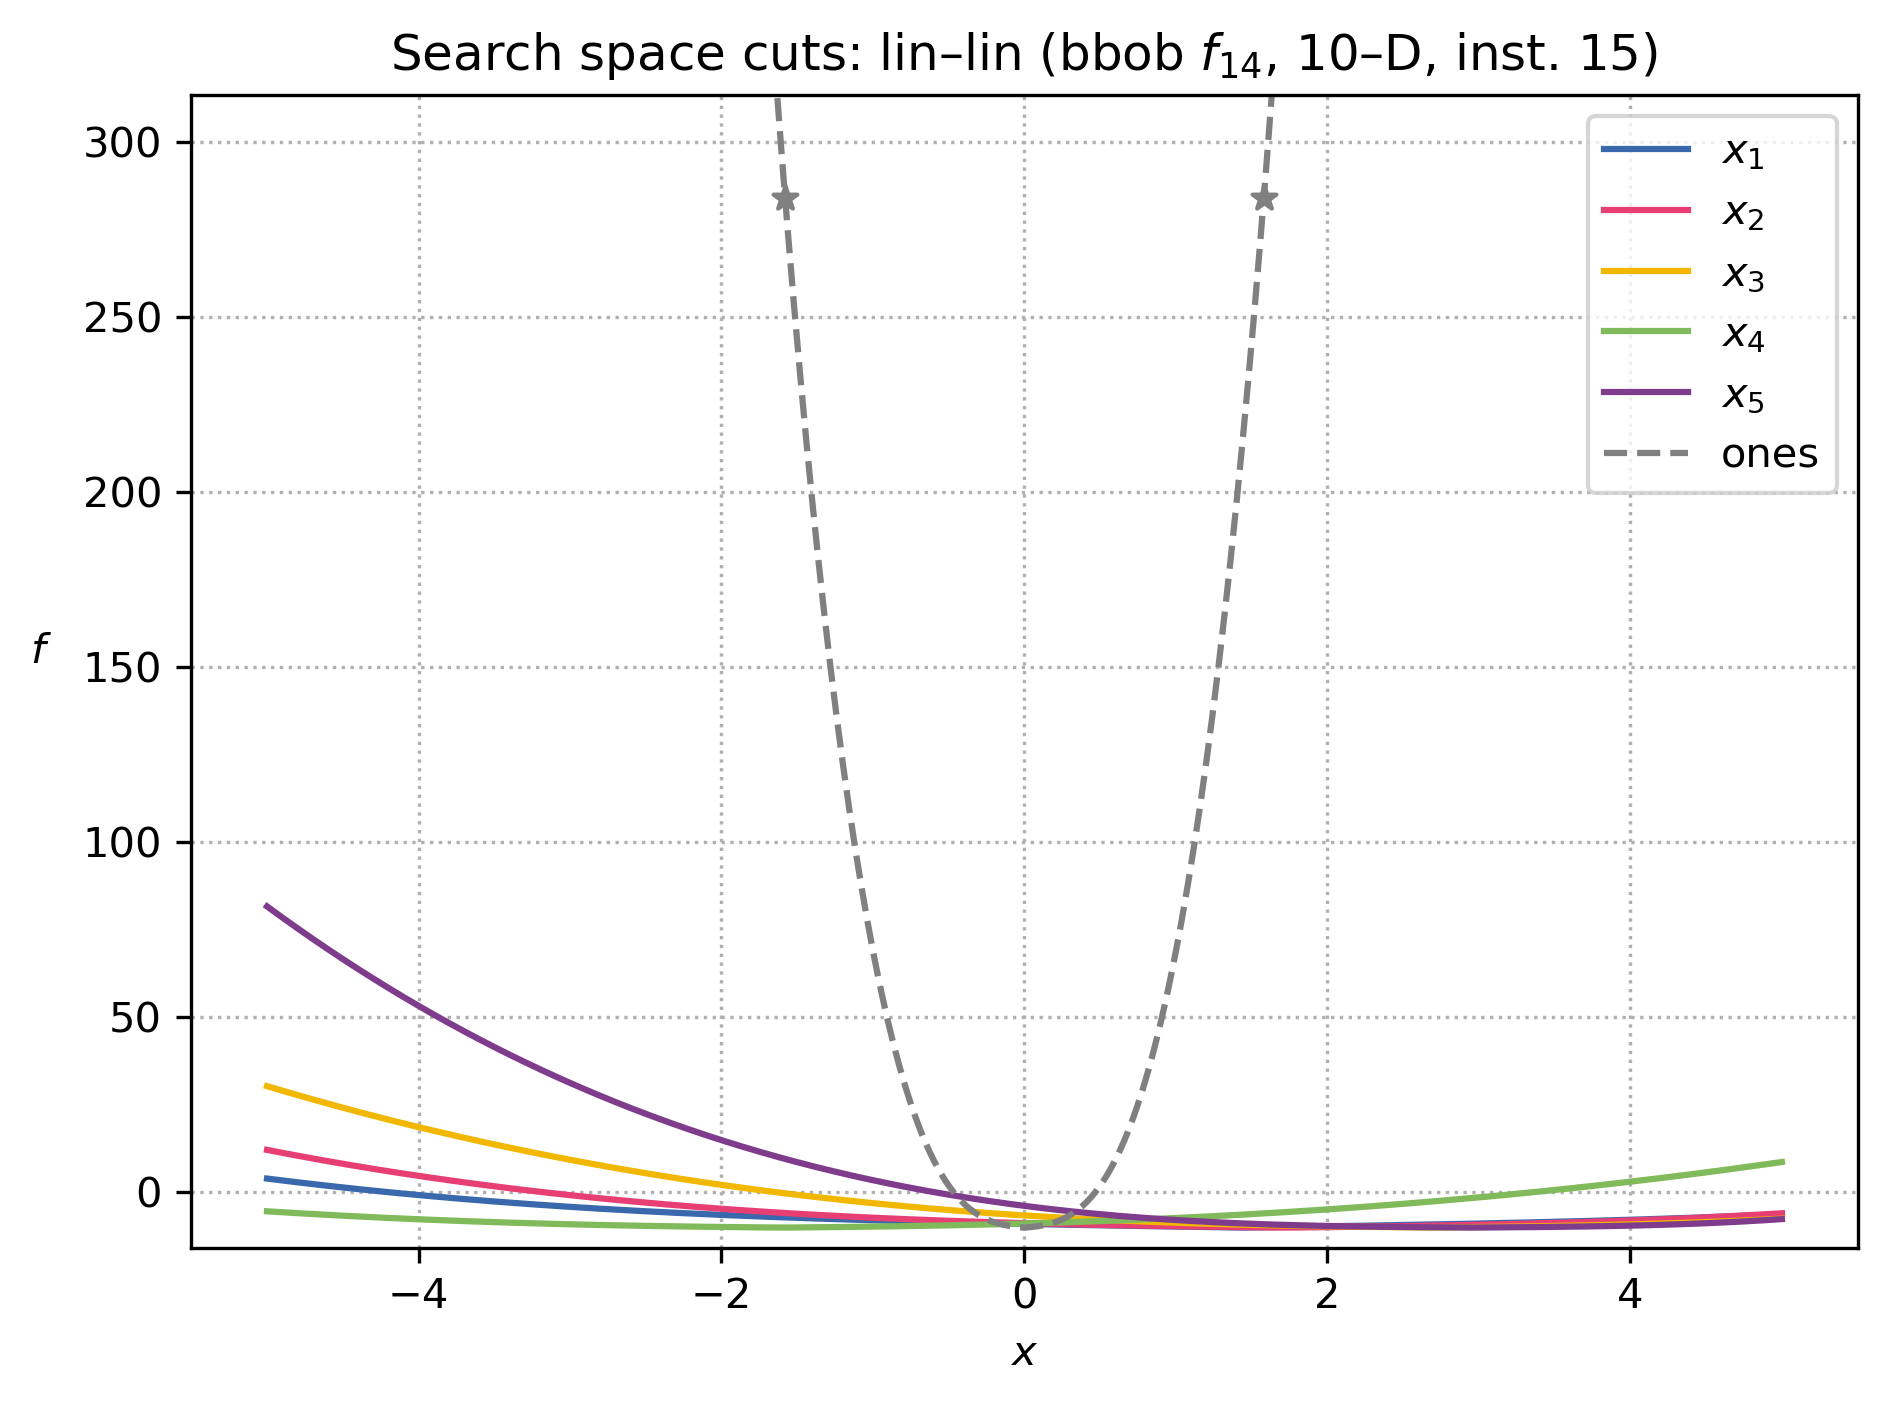 Search space cuts: lin–lin (bbob f₁₄, 10–D, inst. 15)
300
250
200
150
100
50
0
f
−4
−2
0
2
4
x
x₁
x₂
x₃
x₄
x₅
ones